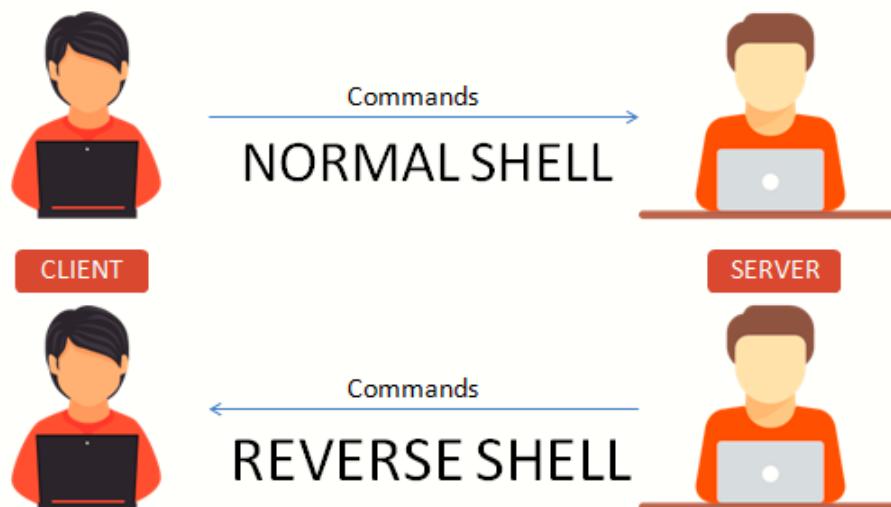 Commands
NORMAL SHELL
CLIENT
SERVER
Commands
REVERSE SHELL